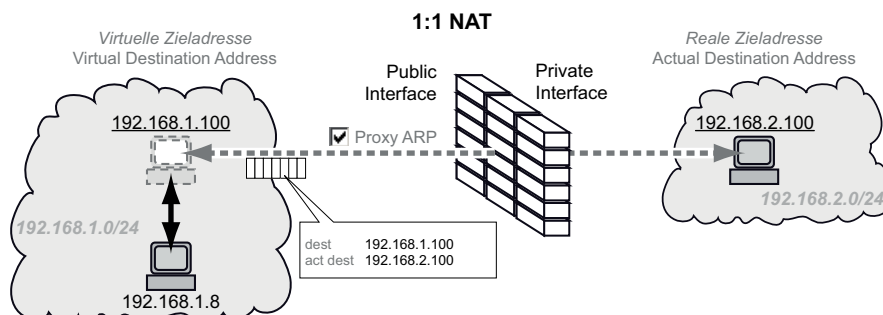 1:1 NAT
Virtuelle Zieladresse
Virtual Destination Address
Reale Zieladresse
Actual Destination Address
Public
Interface
Private
Interface
192.168.1.100
192.168.2.100
Proxy ARP
192.168.2.0/24
192.168.1.0/24
dest 192.168.1.100
act dest 192.168.2.100
192.168.1.8